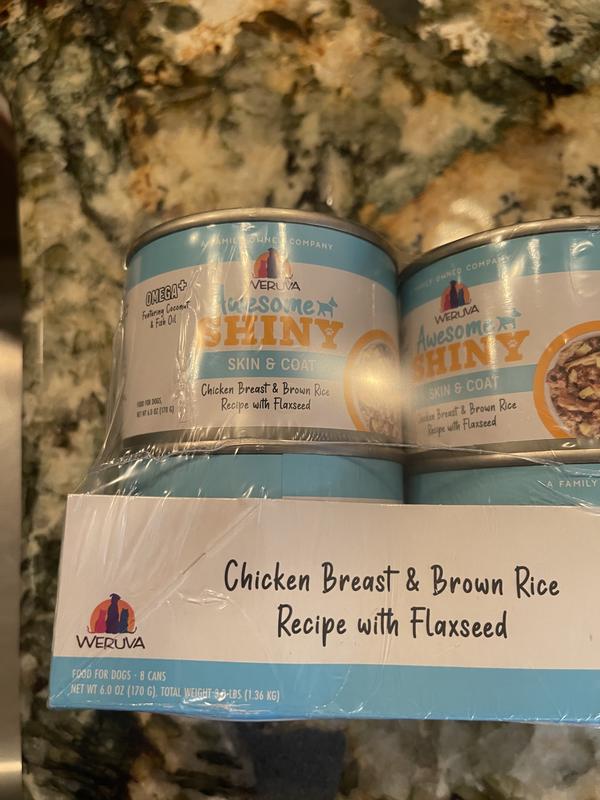 A FAMILY OWNED COMPANY
WERUVA
OMEGA+
Featuring Coconut
& Fish Oil
Awesome
SHINY
SKIN & COAT
Chicken Breast & Brown Rice
Recipe with Flaxseed
FOOD FOR DOGS,
NET WT 6.0 OZ (170 G)
FAMILY OWNED COMPANY
WERUVA
Awesome
SHINY
SKIN & COAT
Chicken Breast & Brown Rice
Recipe with Flaxseed
A FAMILY
Chicken Breast & Brown Rice
Recipe with Flaxseed
WERUVA
FOOD FOR DOGS · 8 CANS
NET WT 6.0 OZ (170 G), TOTAL WEIGHT 3.0 LBS (1.36 KG)